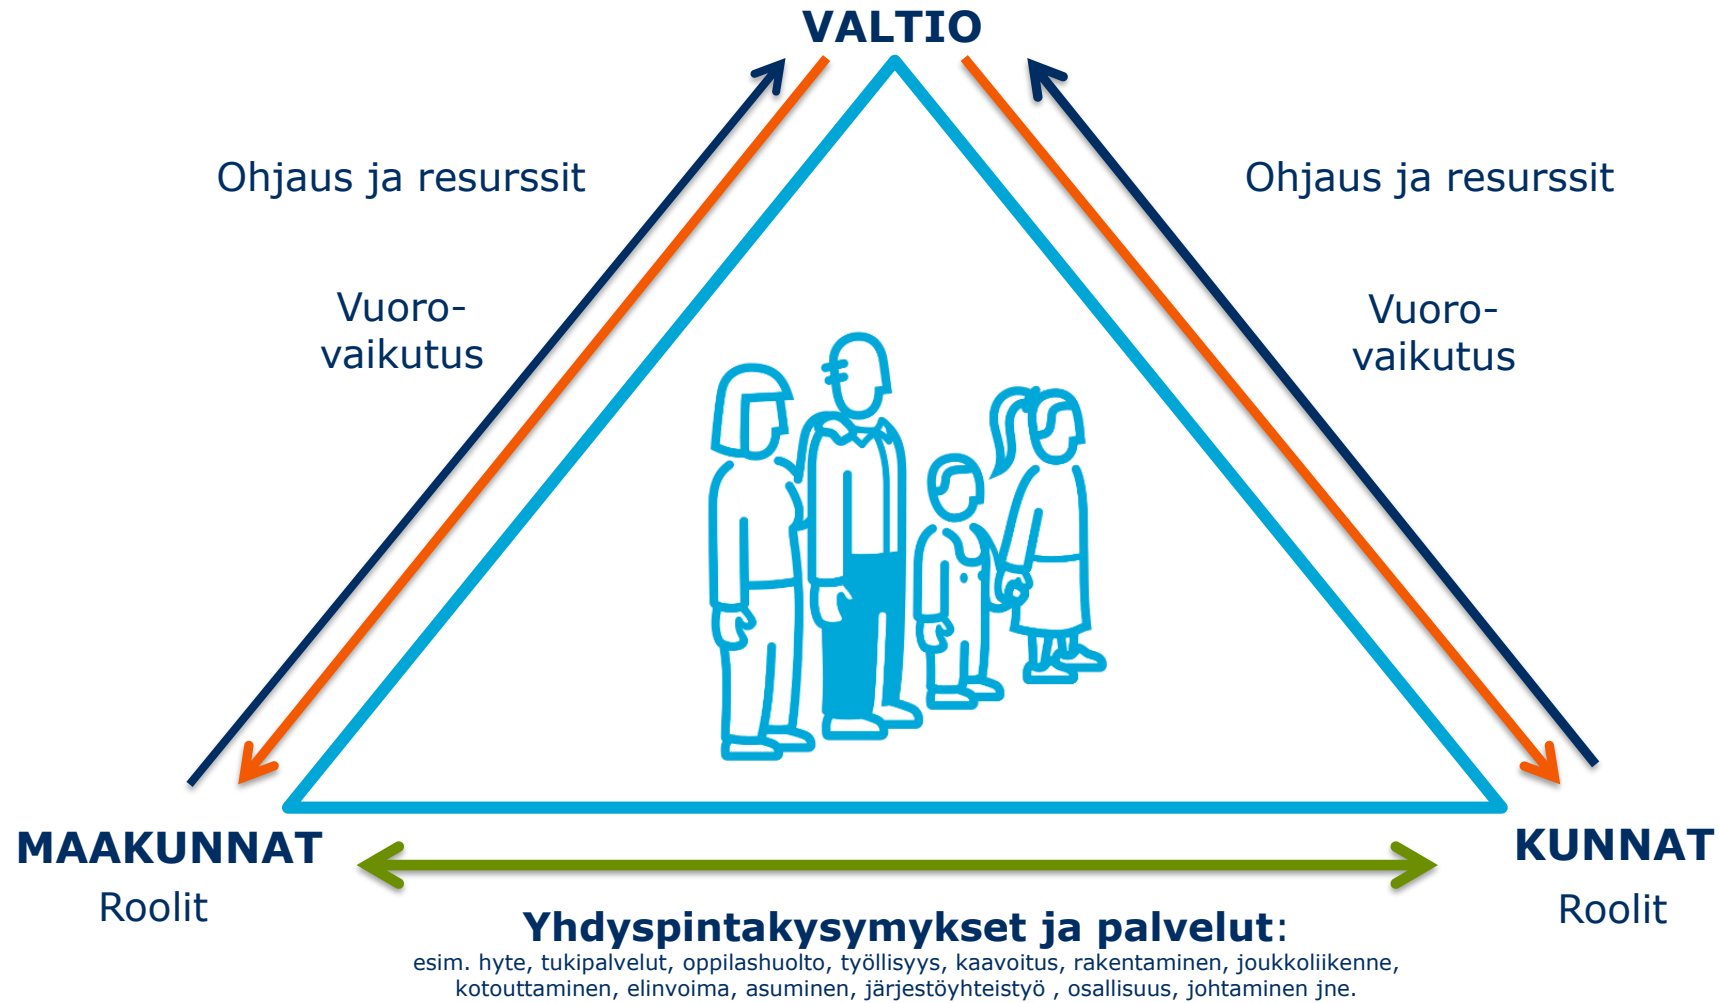 VALTIO
Ohjaus ja resurssit
Ohjaus ja resurssit
Vuoro-
vaikutus
Vuoro-
vaikutus
MAAKUNNAT
Roolit
KUNNAT
Roolit
Yhdyspintakysymykset ja palvelut:
esim. hyte, tukipalvelut, oppilashuolto, työllisyys, kaavoitus, rakentaminen, joukkoliikenne,
kotouttaminen, elinvoima, asuminen, järjestöyhteistyö , osallisuus, johtaminen jne.